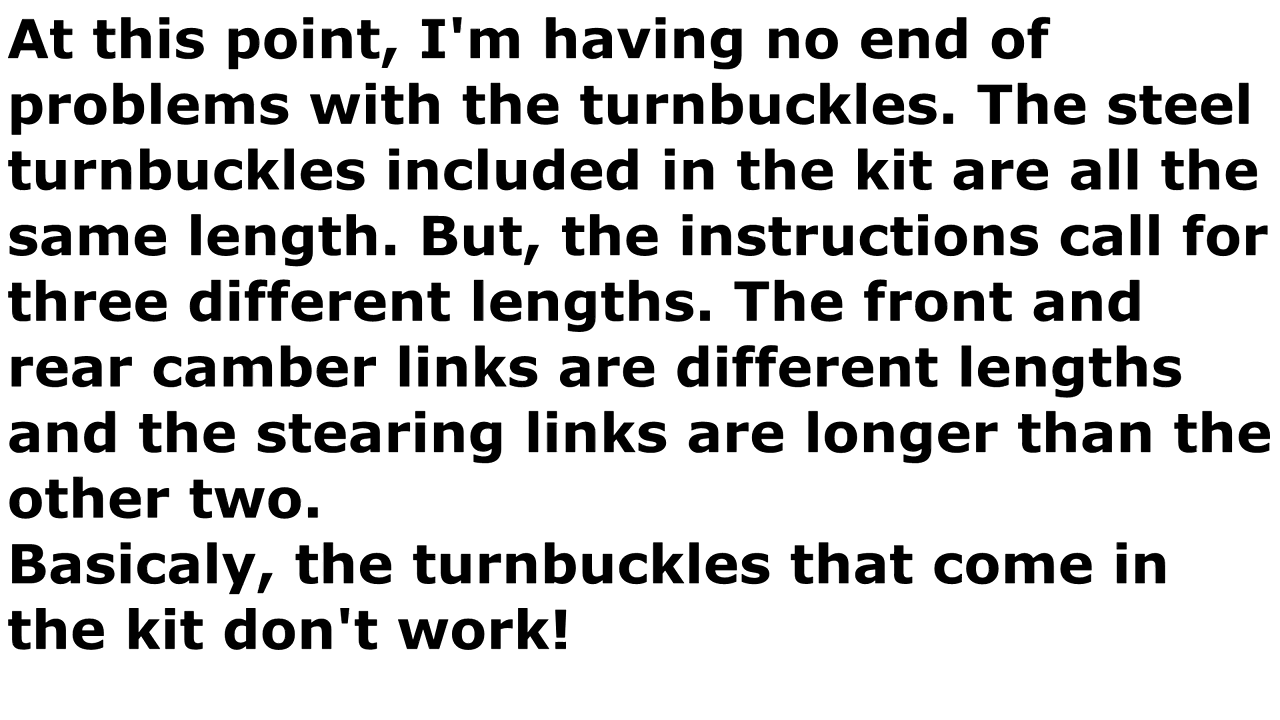 At this point, I'm having no end of
problems with the turnbuckles. The steel
turnbuckles included in the kit are all the
same length. But, the instructions call for
three different lengths. The front and
rear camber links are different lengths
and the stearing links are longer than the
other two.
Basicaly, the turnbuckles that come in
the kit don't work!